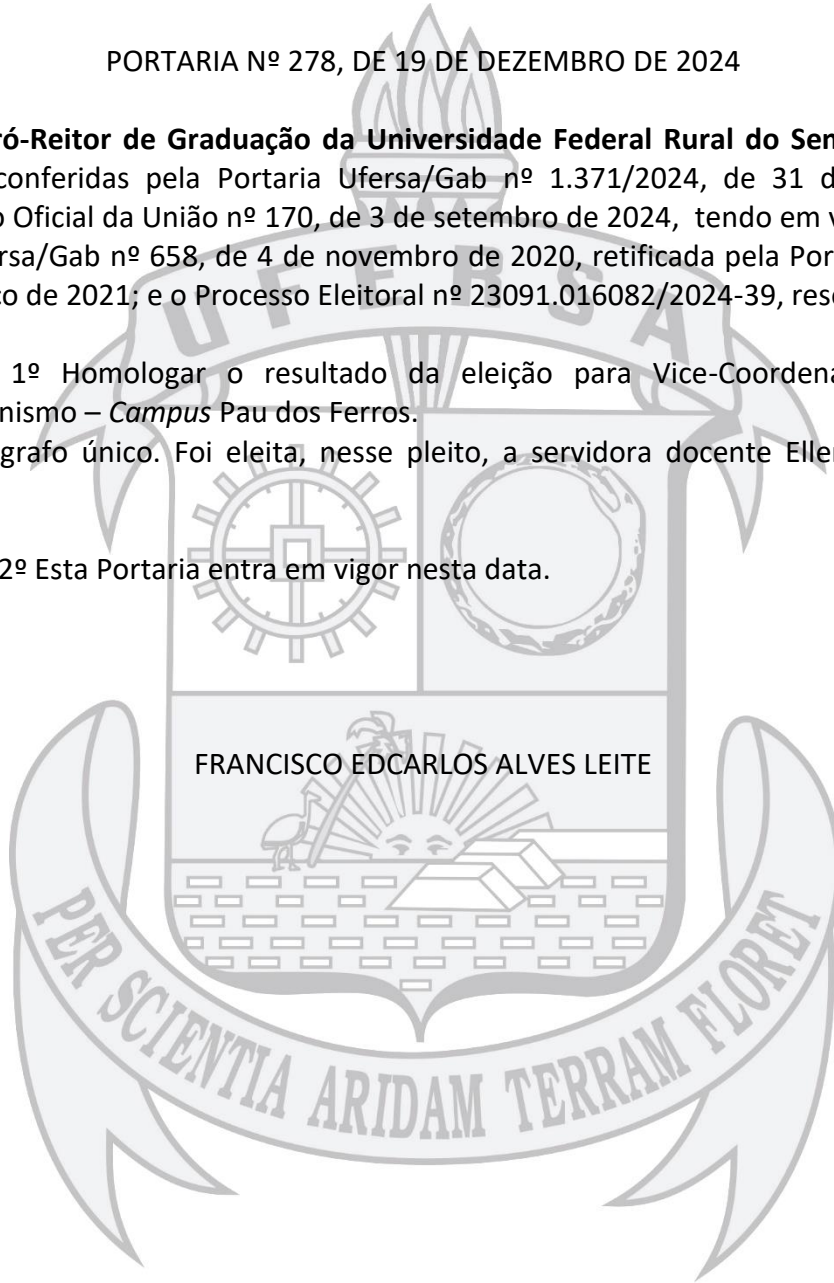 PORTARIA Nº 278, DE 19 DE DEZEMBRO DE 2024
ró-Reitor de Graduação da Universidade Federal Rural do Sem
conferidas pela Portaria Ufersa/Gab nº 1.371/2024, de 31 d
o Oficial da União nº 170, de 3 de setembro de 2024, tendo em v
rsa/Gab nº 658, de 4 de novembro de 2020, retificada pela Por
ço de 2021; e o Processo Eleitoral nº 23091.016082/2024-39, res
UFERSA
1º Homologar o resultado da eleição para Vice-Coordena
nismo – Campus Pau dos Ferros.
grafo único. Foi eleita, nesse pleito, a servidora docente Eller
2º Esta Portaria entra em vigor nesta data.
FRANCISCO EDCARLOS ALVES LEITE
PER SCIENTIA ARIDAM TERRAM FLORET